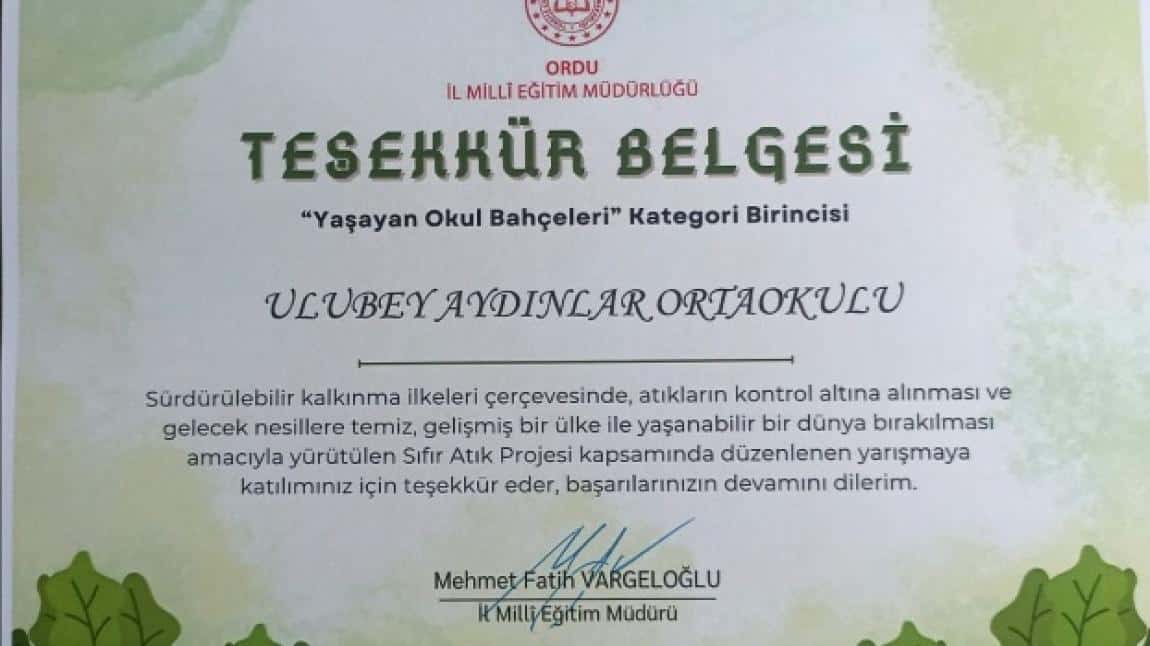 ORDU
İL MİLLÎ EĞİTİM MÜDÜRLÜĞÜ
TEŞEKKÜR BELGESİ
“Yaşayan Okul Bahçeleri” Kategori Birincisi
ULUBEY AYDINLAR ORTAOKULU
Sürdürülebilir kalkınma ilkeleri çerçevesinde, atıkların kontrol altına alınması ve
gelecek nesillere temiz, gelişmiş bir ülke ile yaşanabilir bir dünya bırakılması
amacıyla yürütülen Sıfır Atık Projesi kapsamında düzenlenen yarışmaya
katılımınız için teşekkür eder, başarılarınızın devamını dilerim.
Mehmet Fatih VARGELOĞLU
İl Millî Eğitim Müdürü